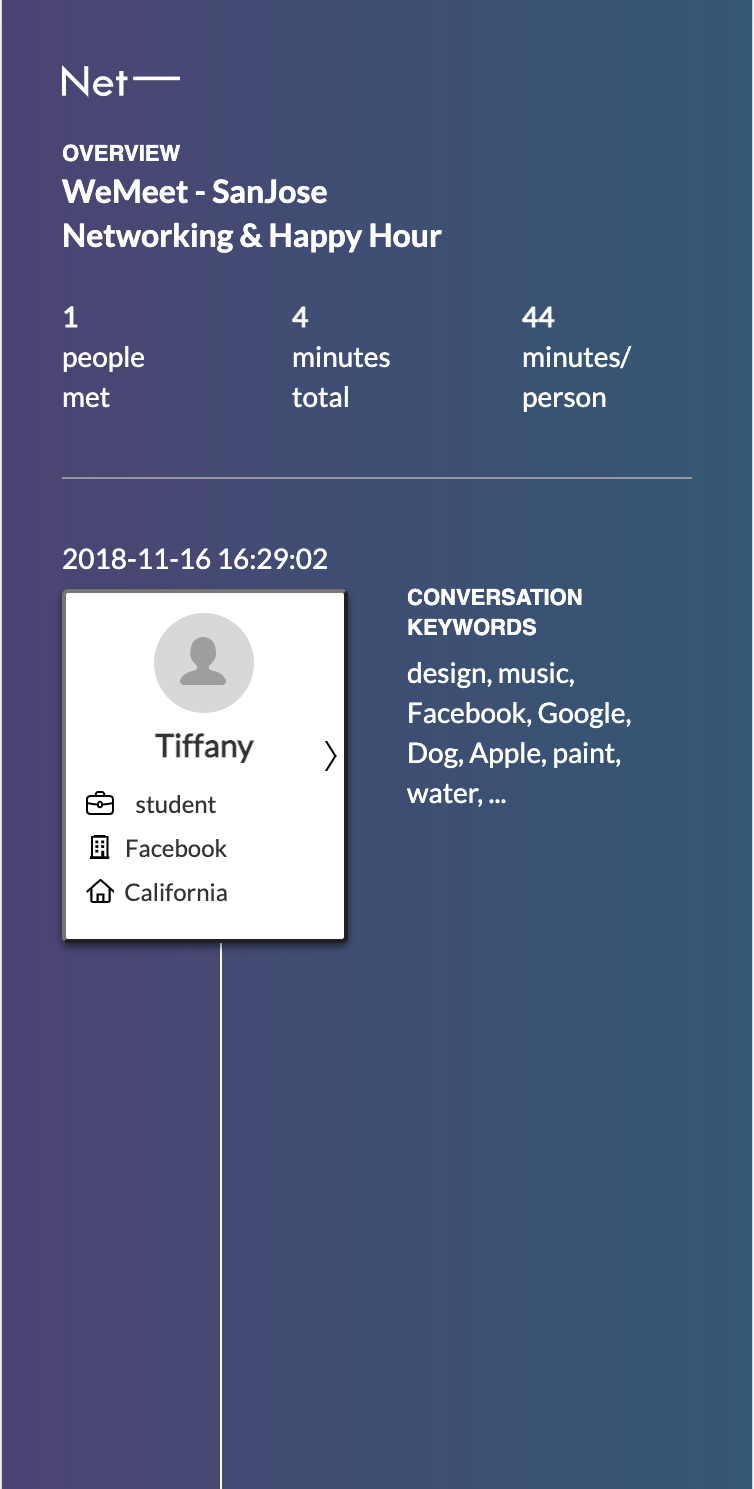 Net—
OVERVIEW
WeMeet - SanJose
Networking & Happy Hour
1
people
met
4
minutes
total
44
minutes/
person
2018-11-16 16:29:02
Tiffany
student
Facebook
California
CONVERSATION
KEYWORDS
design, music,
Facebook, Google,
Dog, Apple, paint,
water, ...